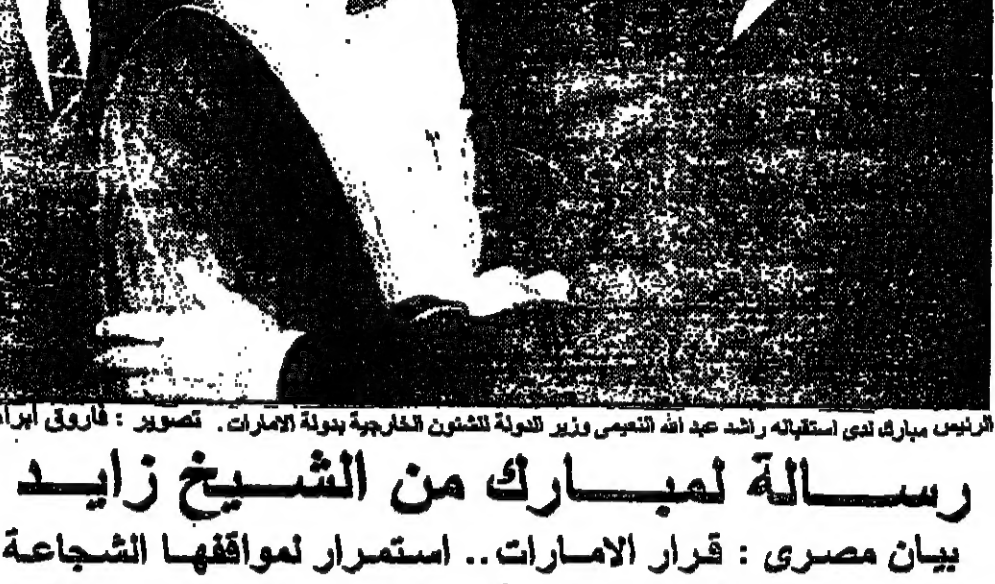 الرئيس مبارك لدى استقباله راشد عبد الله النعيمى وزير الدولة للشئون الخارجية بدولة الامارات . تصوير : فاروق
رسالة لمبارك من الشيخ زايد
بيان مصرى : قرار الامارات .. استمرار لمواقفها الشجاعة